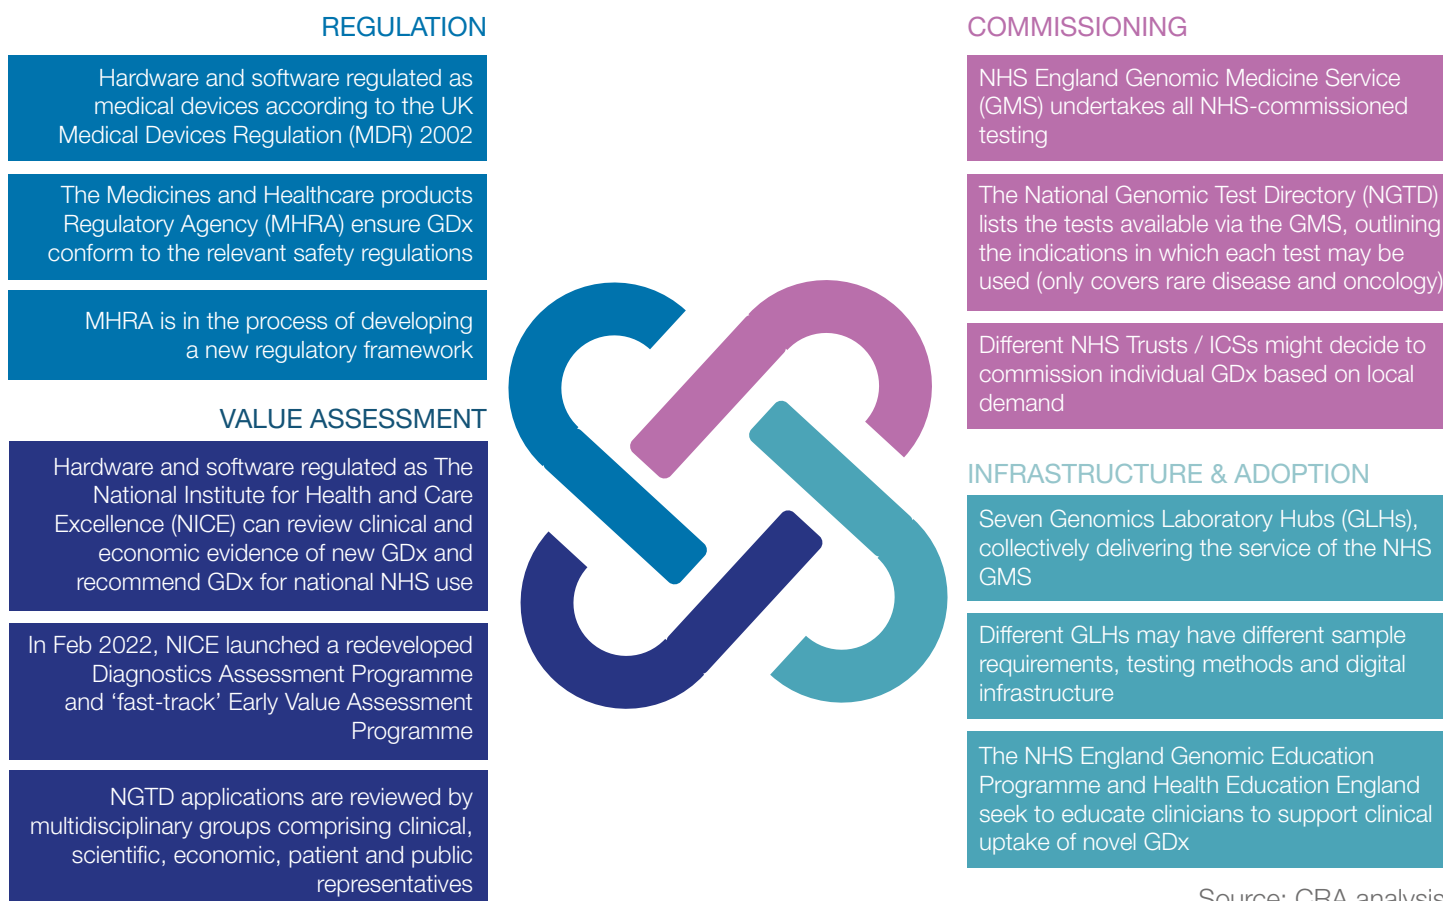 REGULATION
Hardware and software regulated as
medical devices according to the UK
Medical Devices Regulation (MDR) 2002
The Medicines and Healthcare products
Regulatory Agency (MHRA) ensure GDx
conform to the relevant safety regulations
MHRA is in the process of developing
a new regulatory framework
VALUE ASSESSMENT
Hardware and software regulated as The
National Institute for Health and Care
Excellence (NICE) can review clinical and
economic evidence of new GDx and
recommend GDx for national NHS use
In Feb 2022, NICE launched a redeveloped
Diagnostics Assessment Programme
and ‘fast-track’ Early Value Assessment
Programme
NGTD applications are reviewed by
multidisciplinary groups comprising clinical,
scientific, economic, patient and public
representatives
COMMISSIONING
NHS England Genomic Medicine Service
(GMS) undertakes all NHS-commissioned
testing
The National Genomic Test Directory (NGTD)
lists the tests available via the GMS, outlining
the indications in which each test may be
used (only covers rare disease and oncology)
Different NHS Trusts / ICSs might decide to
commission individual GDx based on local
demand
INFRASTRUCTURE & ADOPTION
Seven Genomics Laboratory Hubs (GLHs),
collectively delivering the service of the NHS
GMS
Different GLHs may have different sample
requirements, testing methods and digital
infrastructure
The NHS England Genomic Education
Programme and Health Education England
seek to educate clinicians to support clinical
uptake of novel GDx
Source: CRA analysis